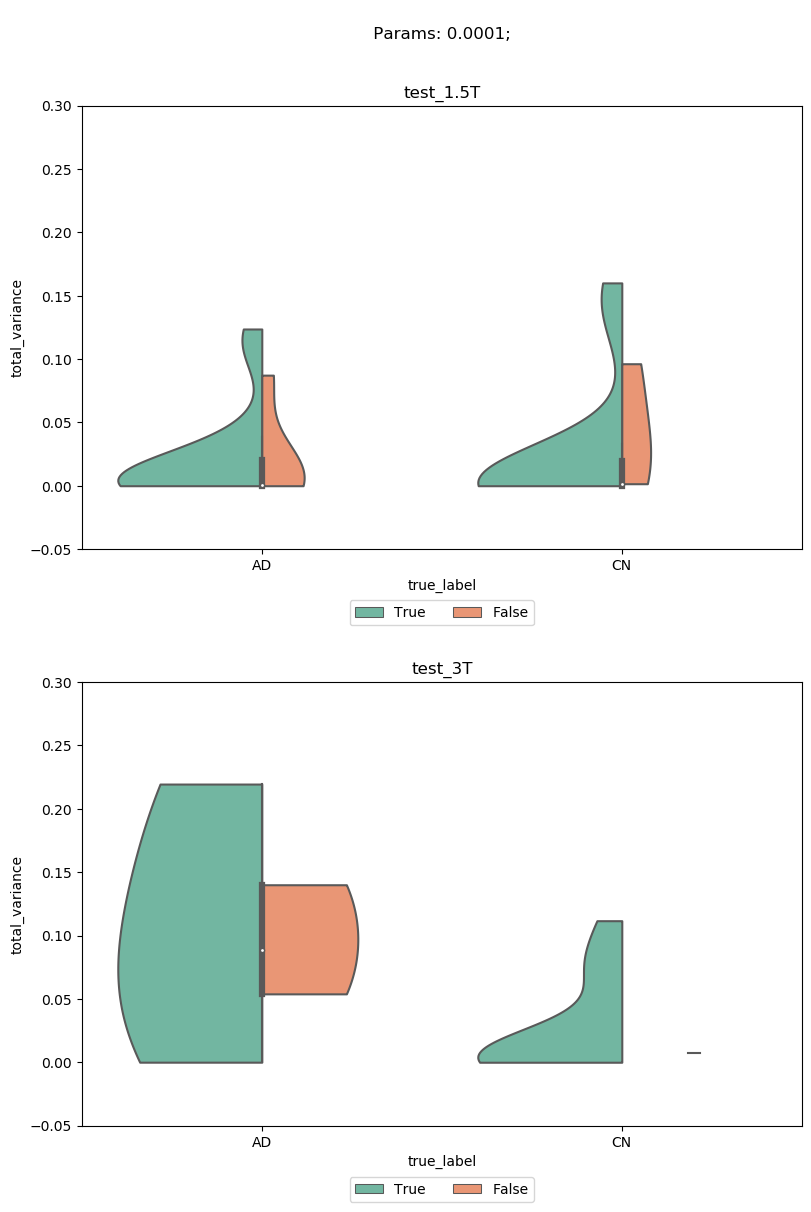 Params: 0.0001;
test_1.5T
0.30
0.25
0.20
0.15
0.10
0.05
0.00
−0.05
total_variance
AD
CN
true_label
True
False
test_3T
0.30
0.25
0.20
0.15
0.10
0.05
0.00
−0.05
total_variance
AD
CN
true_label
True
False